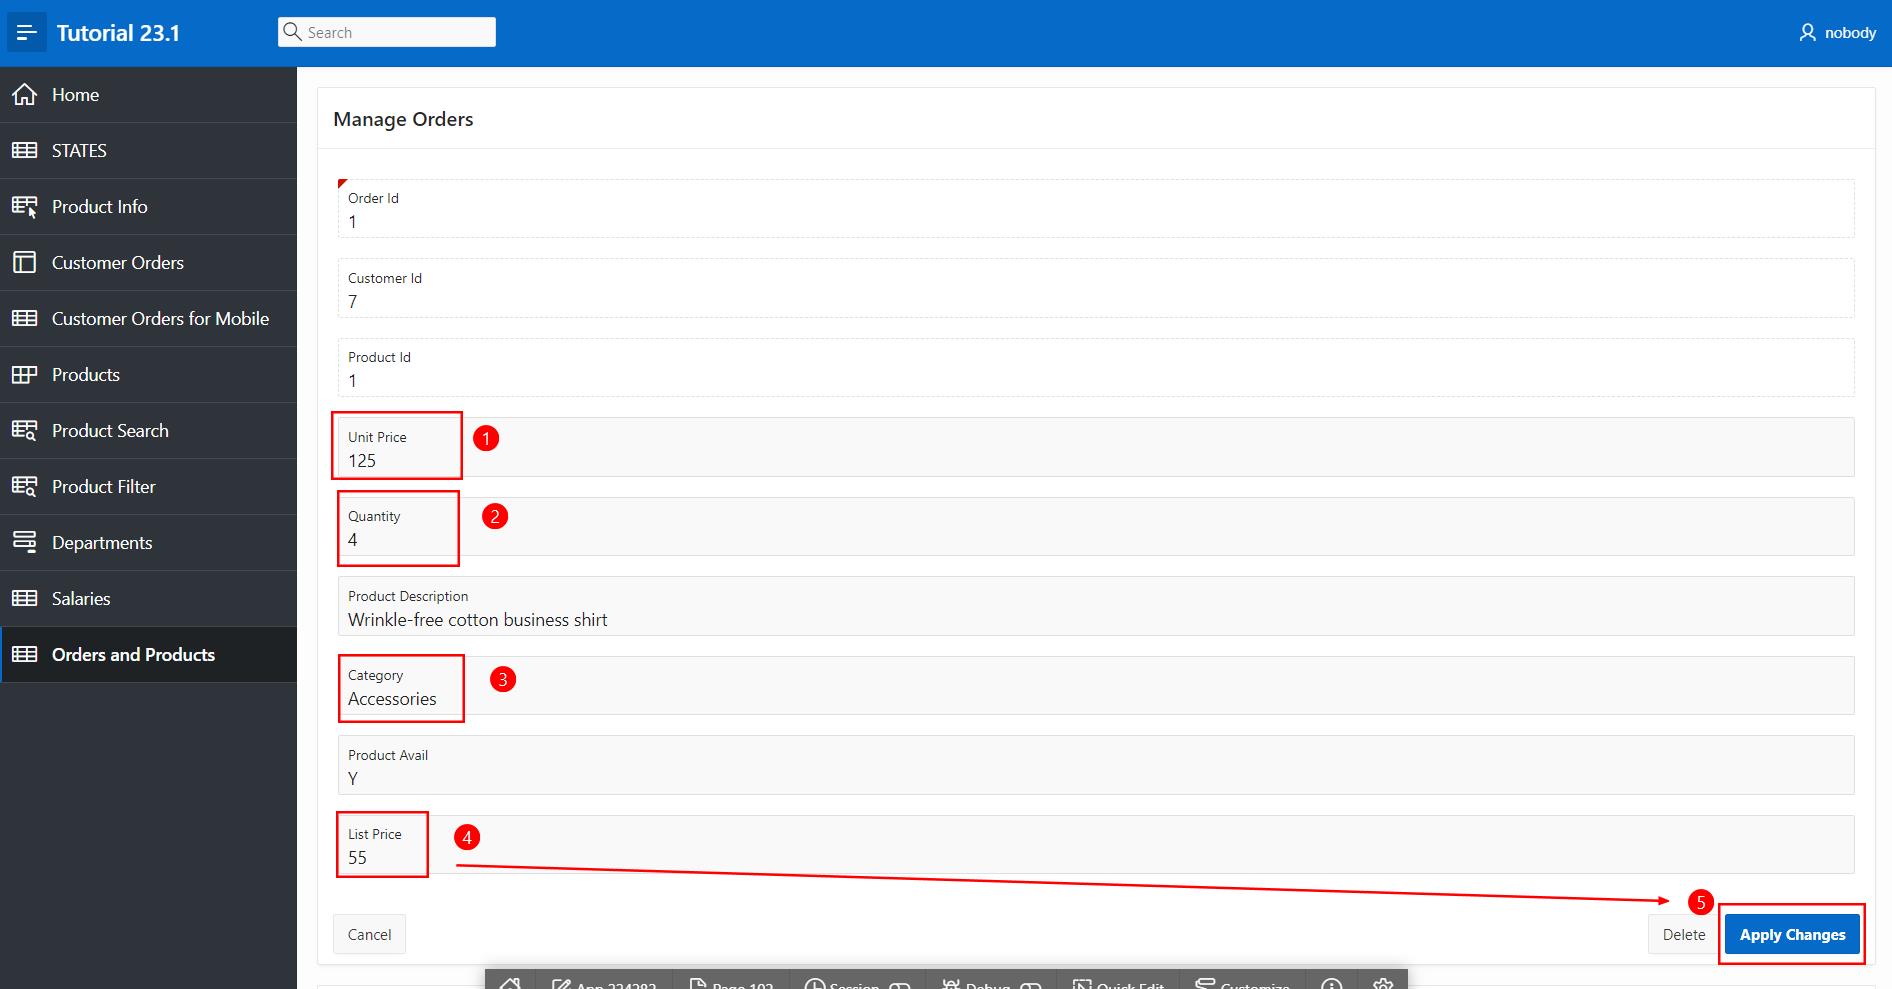 Tutorial 23.1
Search
nobody
Home
STATES
Product Info
Customer Orders
Customer Orders for Mobile
Products
Product Search
Product Filter
Departments
Salaries
Orders and Products
Manage Orders
Order Id
1
Customer Id
7
Product Id
1
Unit Price
125
1
Quantity
4
2
Product Description
Wrinkle-free cotton business shirt
Category
Accessories
3
Product Avail
Y
List Price
55
4
5
Cancel
Delete
Apply Changes
Page 102
Session
Debug
Quick Edit
Customize